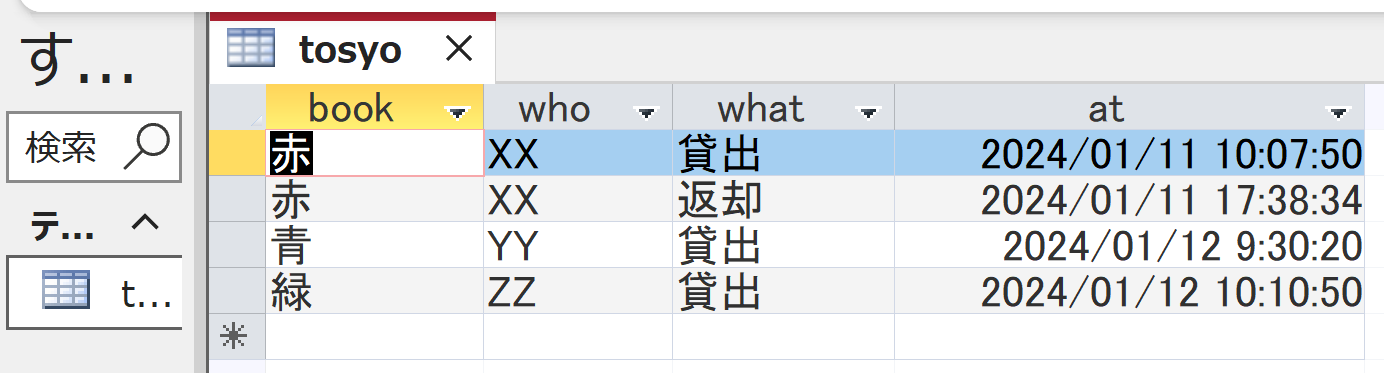 す...
検索
テ...
t...
tosyo
book who what at
赤 XX 貸出 2024/01/11 10:07:50
赤 XX 返却 2024/01/11 17:38:34
青 YY 貸出 2024/01/12 9:30:20
緑 ZZ 貸出 2024/01/12 10:10:50